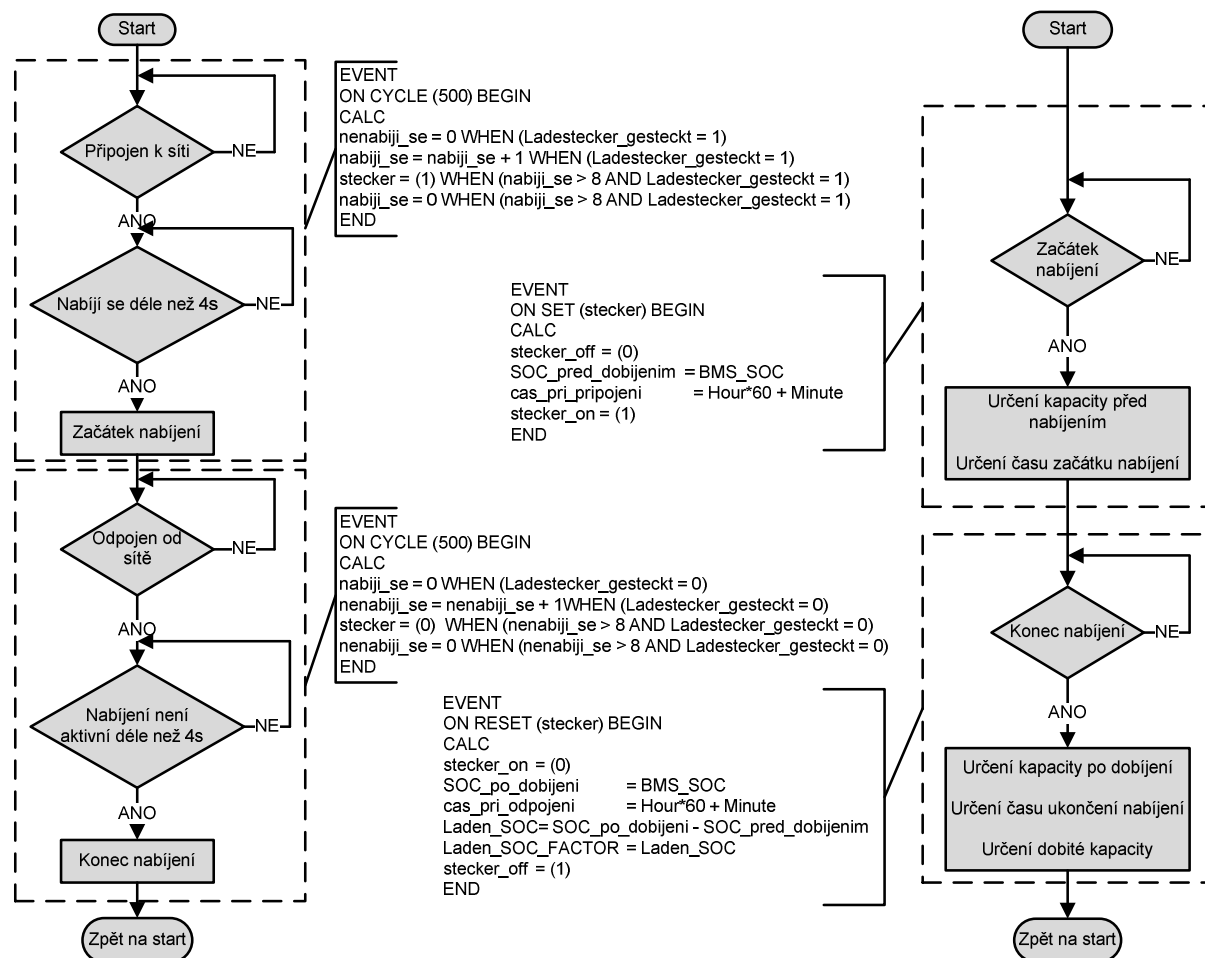 Start
Připojen k síti
NE
ANO
Nabíjí se déle než 4s
NE
ANO
Začátek nabíjení
Odpojen od
sítě
NE
ANO
Nabíjení není
aktivní déle než 4s
NE
ANO
Konec nabíjení
Zpět na start
EVENT
ON CYCLE (500) BEGIN
CALC
nenabiji_se = 0 WHEN (Ladestecker_gesteckt = 1)
nabiji_se = nabiji_se + 1 WHEN (Ladestecker_gesteckt = 1)
stecker = (1) WHEN (nabiji_se > 8 AND Ladestecker_gesteckt = 1)
nabiji_se = 0 WHEN (nabiji_se > 8 AND Ladestecker_gesteckt = 1)
END
EVENT
ON SET (stecker) BEGIN
CALC
stecker_off = (0)
SOC_pred_dobijenim = BMS_SOC
cas_pri_pripojeni = Hour*60 + Minute
stecker_on = (1)
END
EVENT
ON CYCLE (500) BEGIN
CALC
nabiji_se = 0 WHEN (Ladestecker_gesteckt = 0)
nenabiji_se = nenabiji_se + 1WHEN (Ladestecker_gesteckt = 0)
stecker = (0) WHEN (nenabiji_se > 8 AND Ladestecker_gesteckt = 0)
nenabiji_se = 0 WHEN (nenabiji_se > 8 AND Ladestecker_gesteckt = 0)
END
EVENT
ON RESET (stecker) BEGIN
CALC
stecker_on = (0)
SOC_po_dobijeni = BMS_SOC
cas_pri_odpojeni = Hour*60 + Minute
Laden_SOC= SOC_po_dobijeni - SOC_pred_dobijenim
Laden_SOC_FACTOR = Laden_SOC
stecker_off = (1)
END
Start
Začátek
nabíjení
NE
ANO
Určení kapacity před
nabíjením
Určení času začátku nabíjení
Konec nabíjení
NE
ANO
Určení kapacity po dobíjení
Určení času ukončení nabíjení
Určení dobité kapacity
Zpět na start